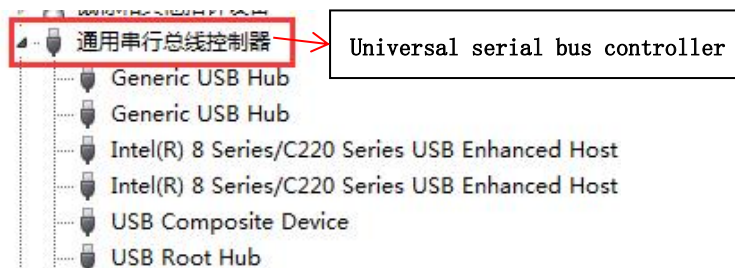 通用串行总线控制器
Universal serial bus controller
Generic USB Hub
Generic USB Hub
Intel(R) 8 Series/C220 Series USB Enhanced Host
Intel(R) 8 Series/C220 Series USB Enhanced Host
USB Composite Device
USB Root Hub